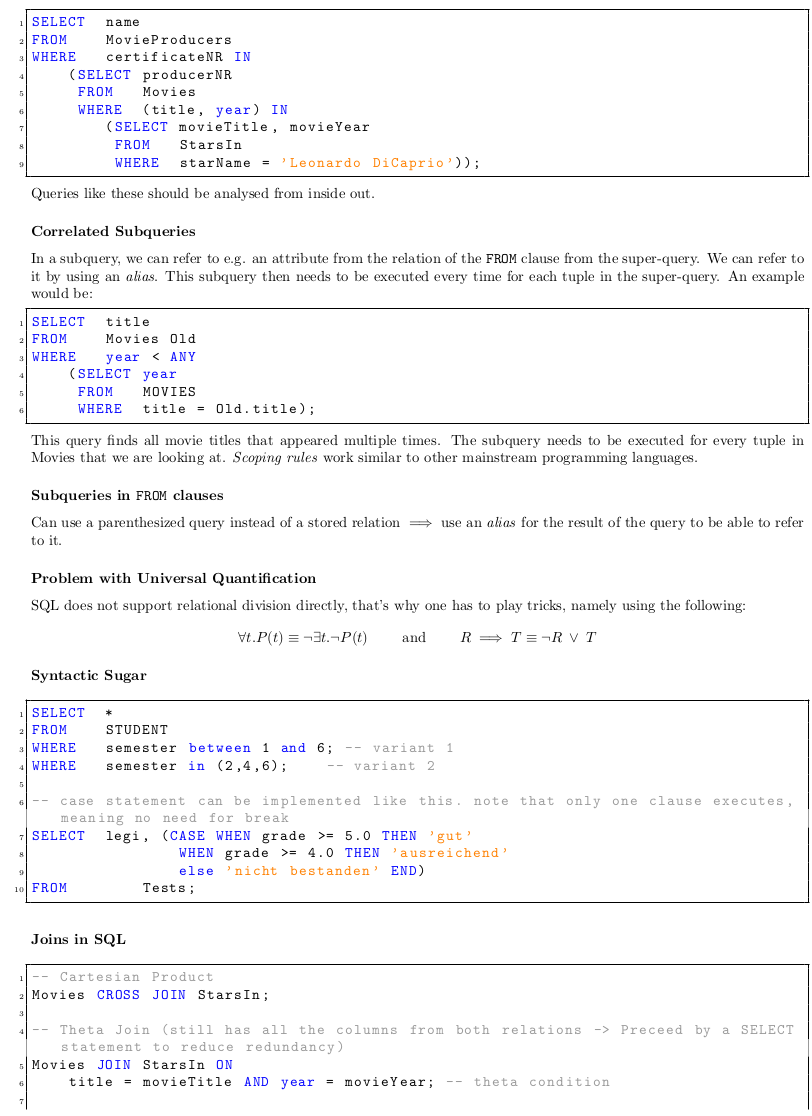 1 SELECT name
2 FROM MovieProducers
3 WHERE certificateNR IN
4 (SELECT producerNR
5 FROM Movies
6 WHERE (title, year) IN
7 (SELECT movieTitle, movieYear
8 FROM StarsIn
9 WHERE starName = 'Leonardo DiCaprio'));
Queries like these should be analysed from inside out.
Correlated Subqueries
In a subquery, we can refer to e.g. an attribute from the relation of the FROM clause from the super-query. We can refer to
it by using an alias. This subquery then needs to be executed every time for each tuple in the super-query. An example
would be:
1 SELECT title
2 FROM Movies Old
3 WHERE year < ANY
4 (SELECT year
5 FROM MOVIES
6 WHERE title = Old.title);
This query finds all movie titles that appeared multiple times. The subquery needs to be executed for every tuple in
Movies that we are looking at. Scoping rules work similar to other mainstream programming languages.
Subqueries in FROM clauses
Can use a parenthesized query instead of a stored relation ⟹ use an alias for the result of the query to be able to refer
to it.
Problem with Universal Quantification
SQL does not support relational division directly, that's why one has to play tricks, namely using the following:
∀t.P(t) ≡ ¬∃t.¬P(t) and R ⟹ T ≡ ¬R ∨ T
Syntactic Sugar
1 SELECT *
2 FROM STUDENT
3 WHERE semester between 1 and 6; -- variant 1
4 WHERE semester in (2,4,6); -- variant 2
5
6 -- case statement can be implemented like this. note that only one clause executes,
meaning no need for break
7 SELECT legi, (CASE WHEN grade >= 5.0 THEN 'gut'
8 WHEN grade >= 4.0 THEN 'ausreichend'
9 else 'nicht bestanden' END)
10 FROM Tests;
Joins in SQL
1 -- Cartesian Product
2 Movies CROSS JOIN StarsIn;
3
4 -- Theta Join (still has all the columns from both relations -> Preceed by a SELECT
statement to reduce redundancy)
5 Movies JOIN StarsIn ON
6 title = movieTitle AND year = movieYear; -- theta condition
7